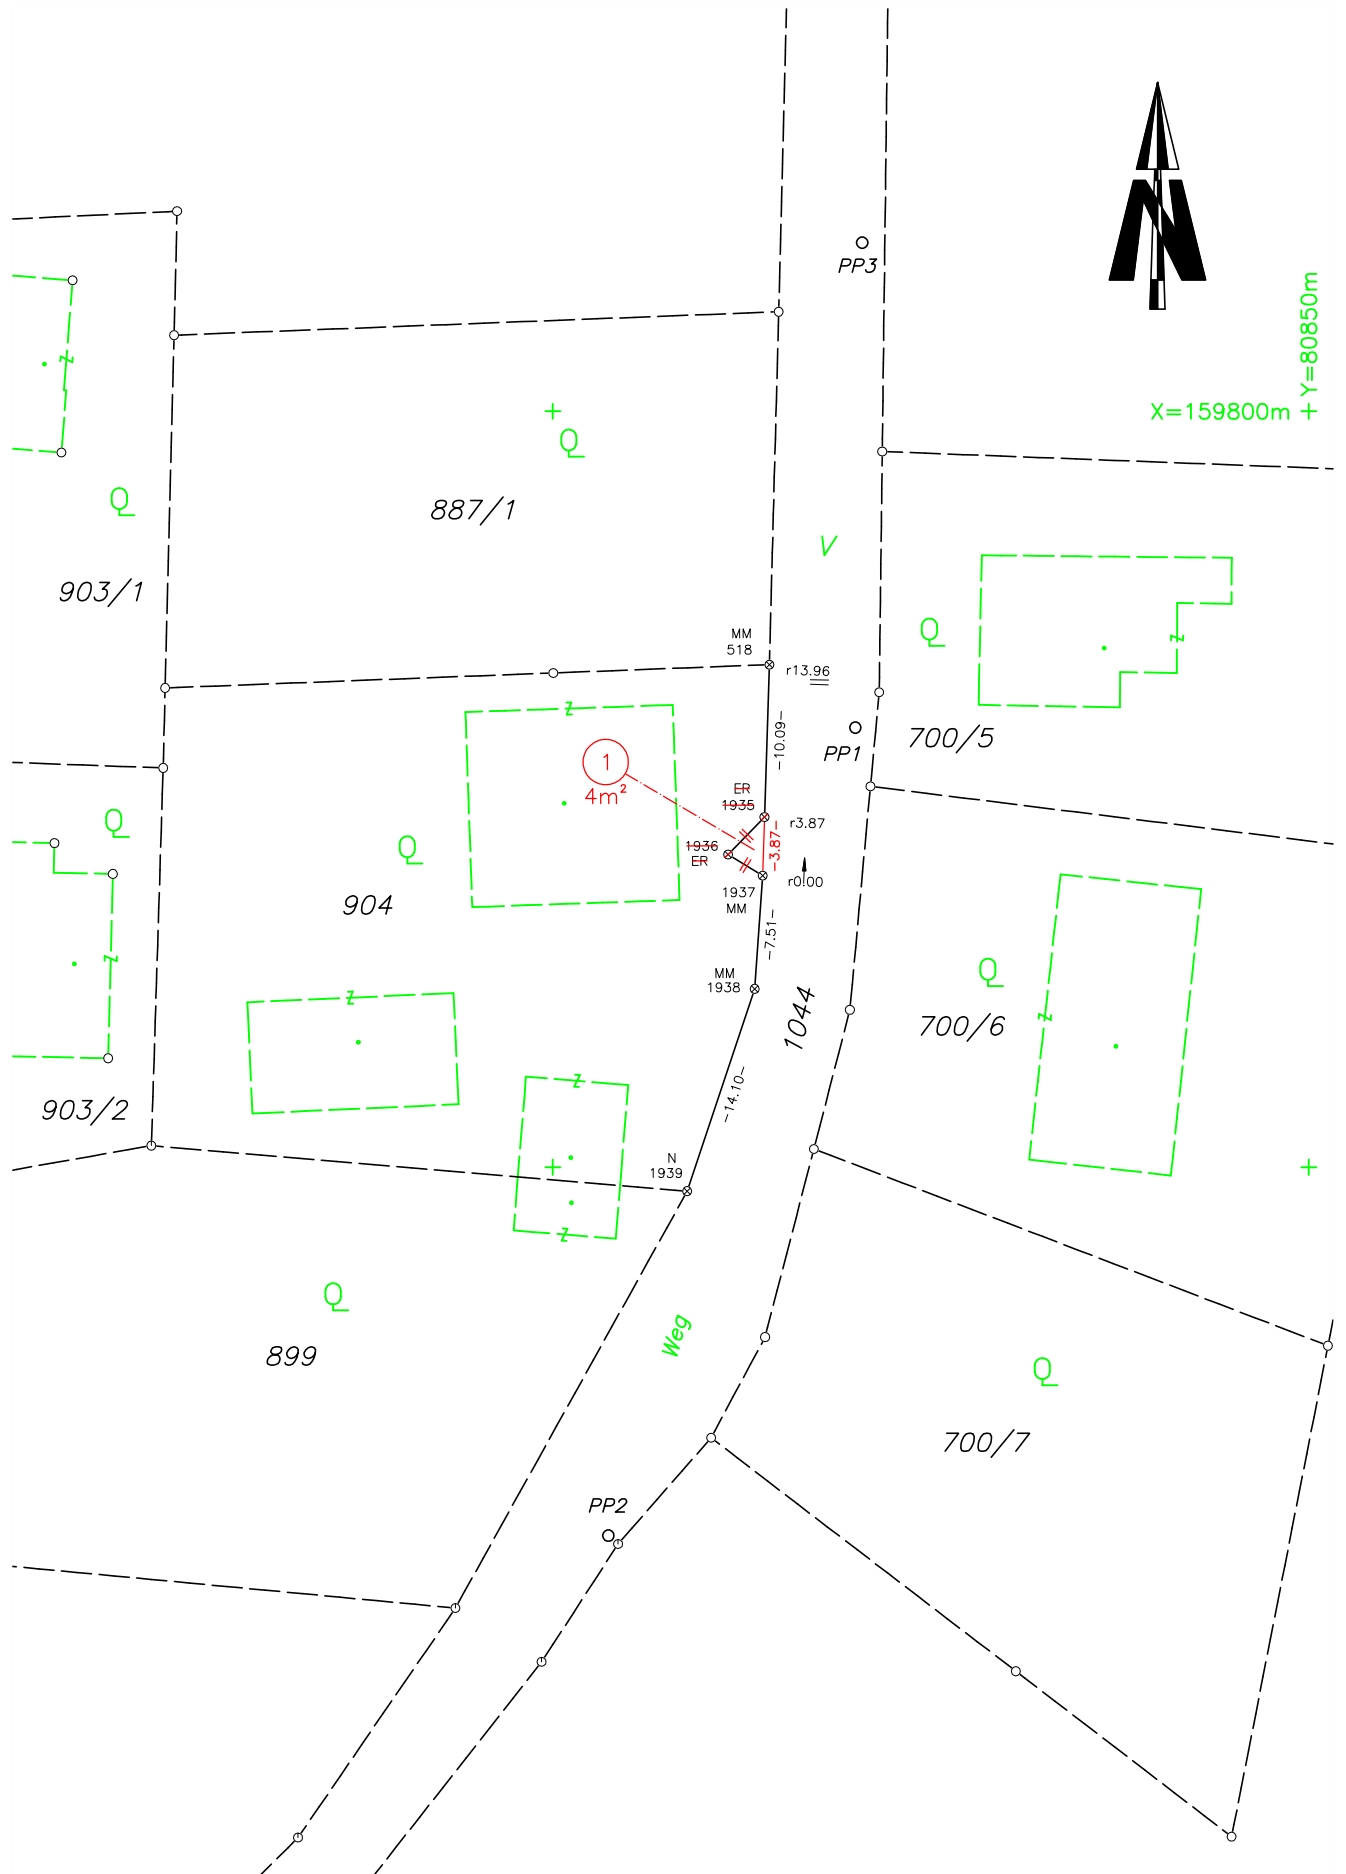 N
PP3
Y=80850m
X=159800m
Q
Q
887/1
903/1
V
Q
MM
518
r13.96
Z
Z
Z
-10.09-
PP1
700/5
1
4m²
ER
1935
r3.87
Q
Q
1936
ER
-3.87-
r0.00
1937
MM
904
-7.51-
Z
Z
MM
1938
Q
1044
700/6
Z
903/2
-14.10-
Z
N
1939
Z
Q
Weg
899
Q
700/7
PP2